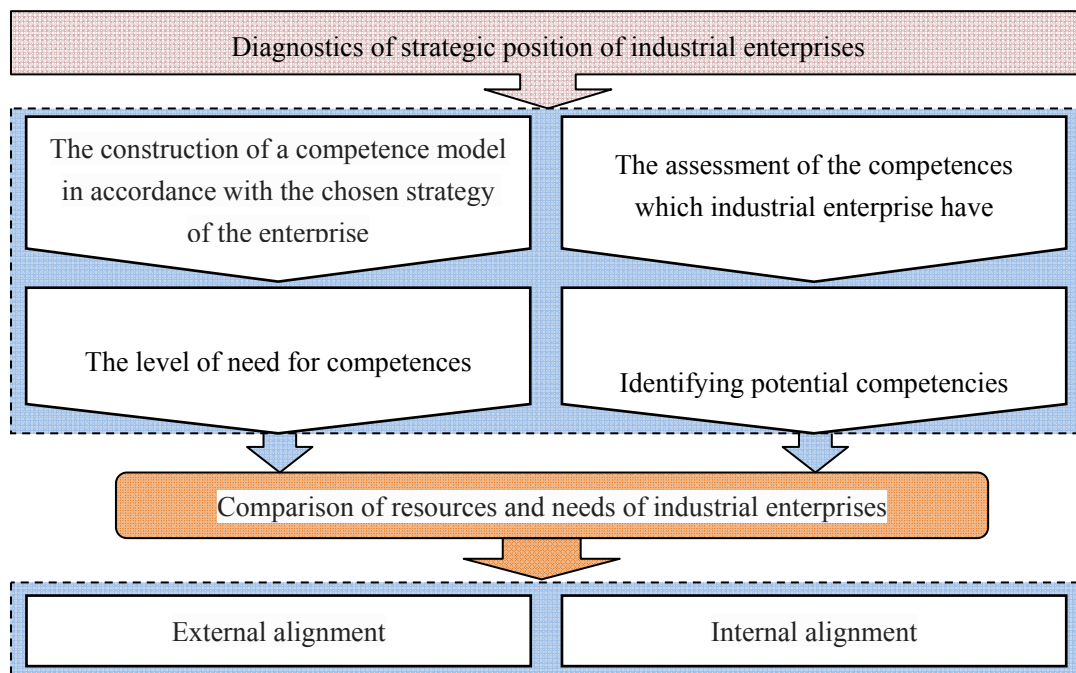 Diagnostics of strategic position of industrial enterprises
The construction of a competence model
in accordance with the chosen strategy
of the enterprise
The assessment of the competences
which industrial enterprise have
The level of need for competences
Identifying potential competencies
Comparison of resources and needs of industrial enterprises
External alignment
Internal alignment